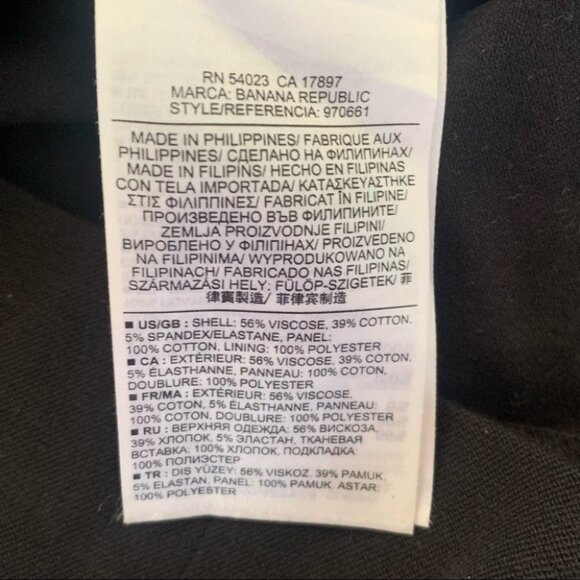 RN 54023 CA 17897
MARCA: BANANA REPUBLIC
STYLE/REFERENCIA: 970661
MADE IN PHILIPPINES/ FABRIQUE AUX
PHILIPPINES/ СДЕЛАНО НА ФИЛИПИНАХ/
MADE IN FILIPINS/ HECHO EN FILIPINAS
CON TELA IMPORTADA/ ΚΑΤΑΣΚΕΥΑΣΤΗΚΕ
ΣΤΙΣ ΦΙΛΙΠΠΙΝΕΣ/ FABRICAT ÎN FILIPINE/
ПРОИЗВЕДЕНО ВЪВ ФИЛИПИНИТЕ/
ZEMLJA PROIZVODNJE FILIPINI/
ВИРОБЛЕНО У ФІЛІПІНАХ/ PROIZVEDENO
NA FILIPINIMA/ WYPRODUKOWANO NA
FILIPINACH/ FABRICADO NAS FILIPINAS/
SZÁRMAZÁSI HELY: FÜLÖP-SZIGETEK/ 菲
律賓製造/ 菲律宾制造
■ US/GB : SHELL: 56% VISCOSE, 39% COTTON,
5% SPANDEX/ELASTANE, PANEL:
100% COTTON, LINING: 100% POLYESTER
■ CA : EXTÉRIEUR: 56% VISCOSE, 39% COTON,
5% ÉLASTHANNE, PANNEAU: 100% COTON,
DOUBLURE: 100% POLYESTER
■ FR/MA : EXTÉRIEUR: 56% VISCOSE,
39% COTON, 5% ÉLASTHANNE, PANNEAU:
100% COTON, DOUBLURE: 100% POLYESTER
■ RU : ВЕРХНЯЯ ОДЕЖДА: 56% ВИСКОЗА,
39% ХЛОПОК, 5% ЭЛАСТАН, ТКАНЕВАЯ
ВСТАВКА: 100% ХЛОПОК, ПОДКЛАДКА:
100% ПОЛИЭСТЕР
■ TR : DIŞ YÜZEY: 56% VISKOZ, 39% PAMUK,
5% ELASTAN, PANEL: 100% PAMUK, ASTAR:
100% POLYESTER